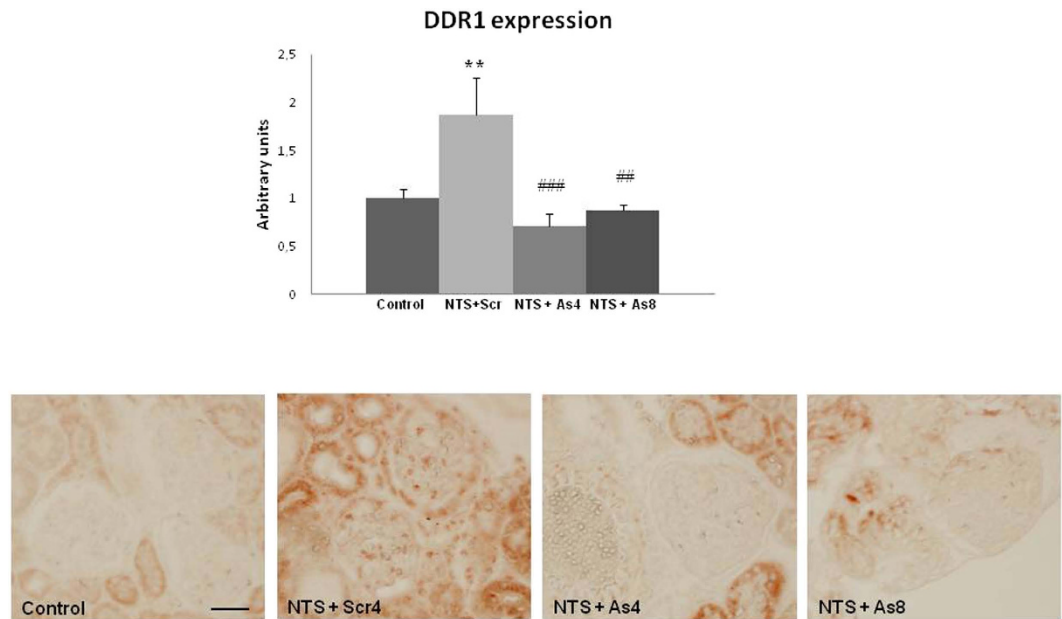 DDR1 expression
2,5
**
2
Arbitrary units
1,5
###
##
1
0,5
0
Control
NTS+Scr
NTS + As4
NTS + As8
Control
NTS + Scr4
NTS + As4
NTS + As8